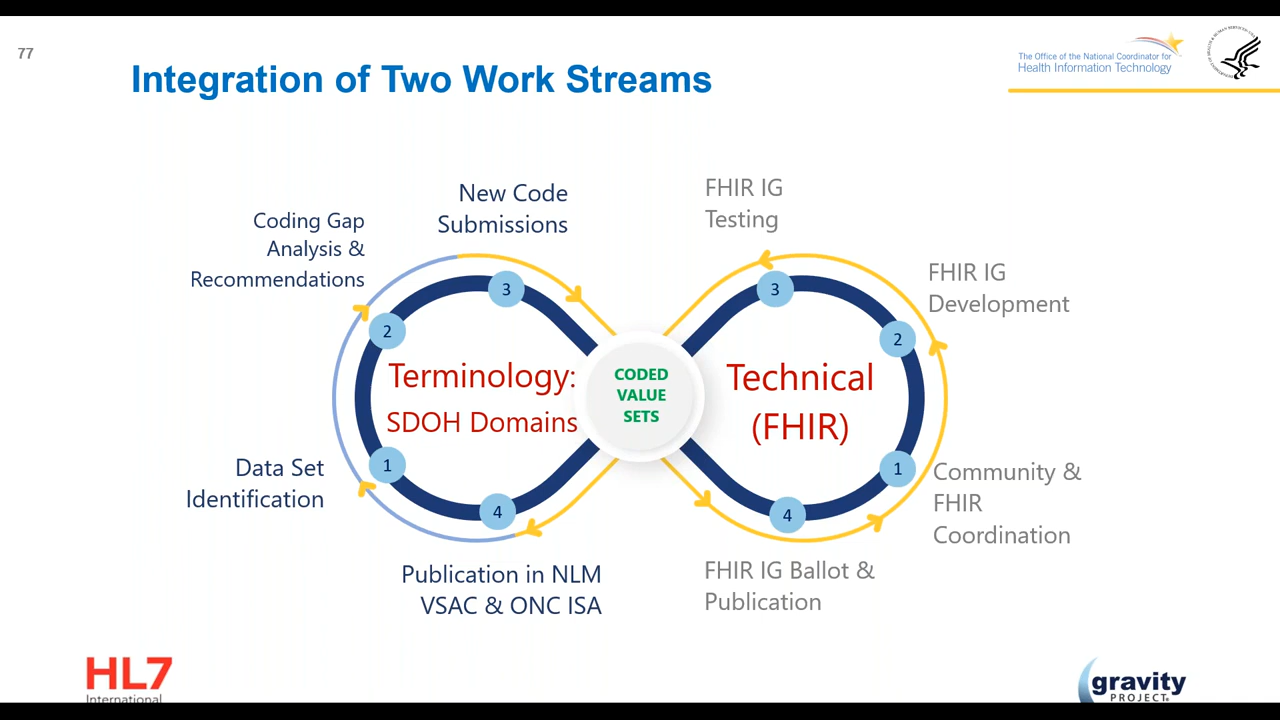 77
Integration of Two Work Streams
The Office of the National Coordinator for
Health Information Technology
New Code
Submissions
Coding Gap
Analysis &
Recommendations
Data Set
Identification
Publication in NLM
VSAC & ONC ISA
1
2
3
4
Terminology:
SDOH Domains
CODED
VALUE
SETS
Technical
(FHIR)
1
2
3
4
FHIR IG
Testing
FHIR IG
Development
Community &
FHIR
Coordination
FHIR IG Ballot &
Publication
HL7
International
gravity
PROJECT